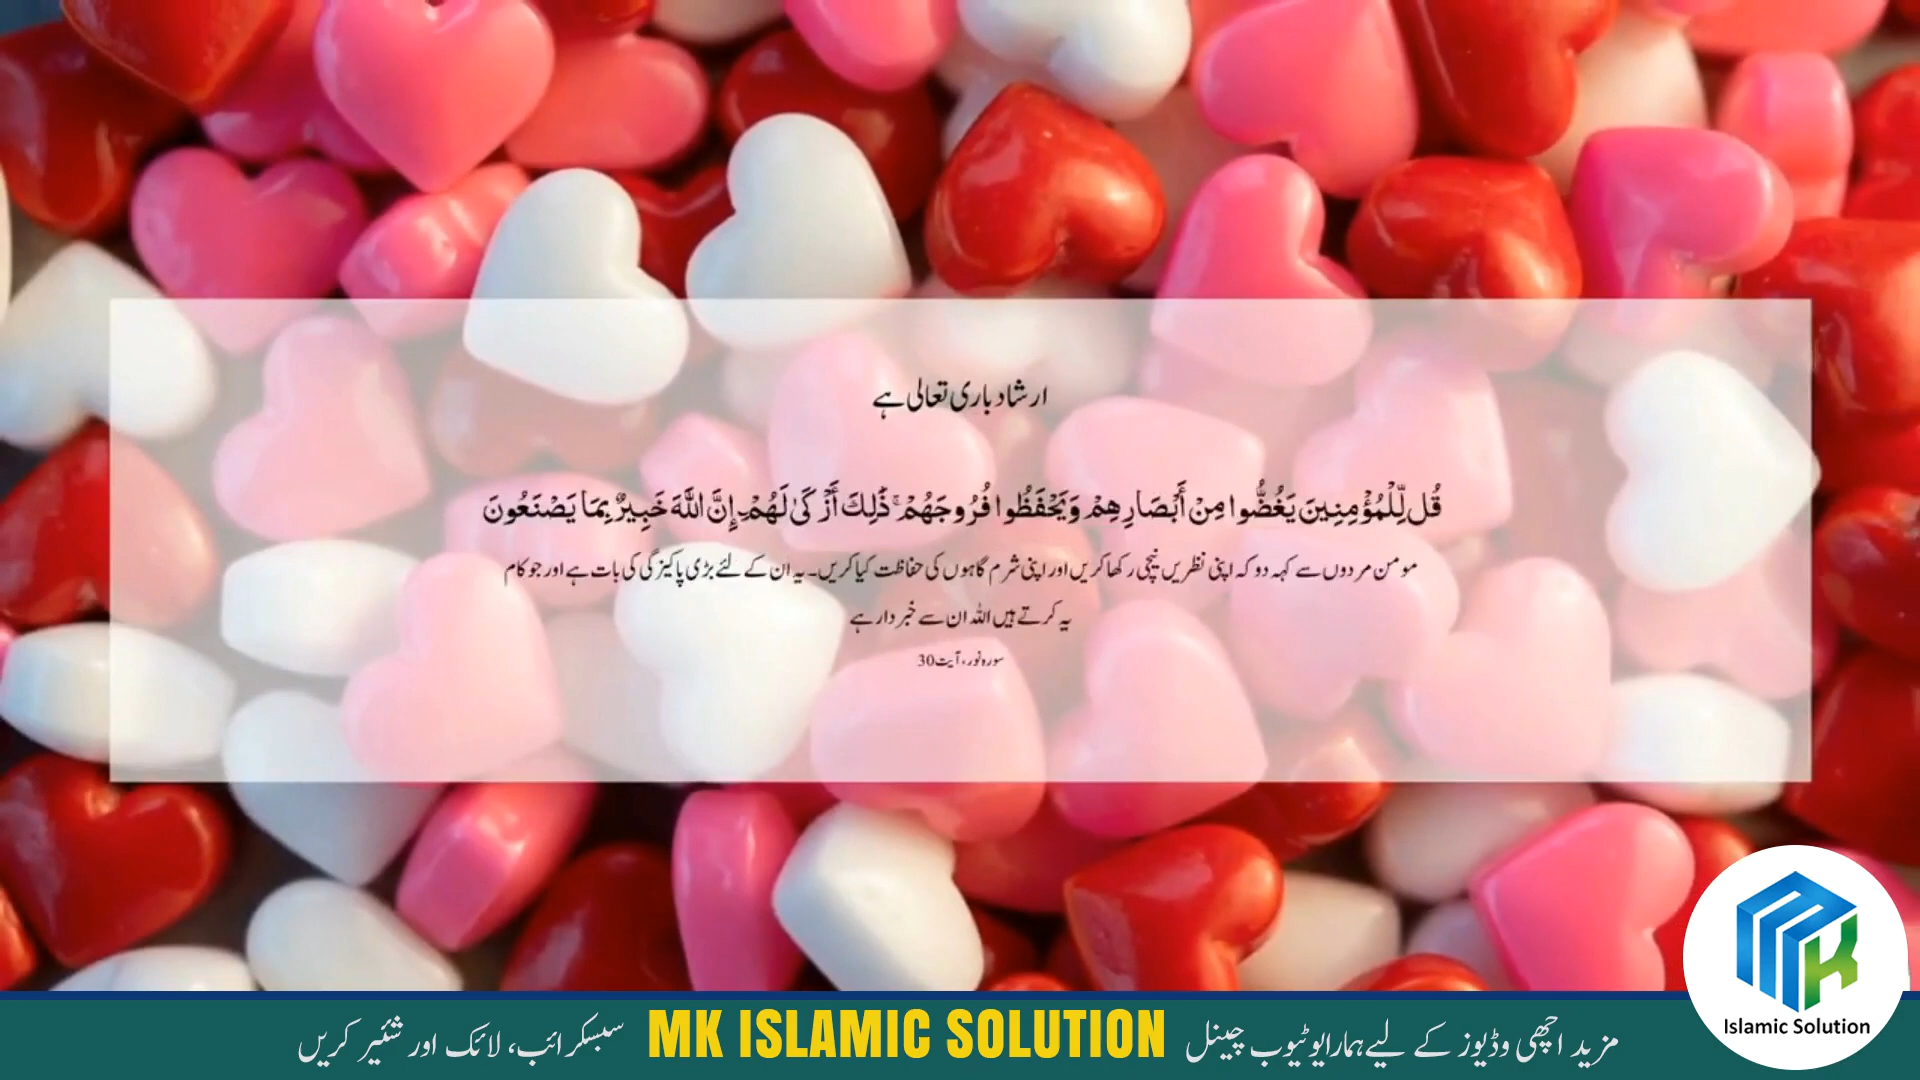 ارشاد باری تعالی ہے
قُل لِّلْمُؤْمِنِينَ يَغُضُّوا مِنْ أَبْصَارِهِمْ وَيَحْفَظُوا فُرُوجَهُمْ ۚ ذَٰلِكَ أَزْكَىٰ لَهُمْ ۗ إِنَّ اللَّهَ خَبِيرٌ بِمَا يَصْنَعُونَ
مومن مردوں سے کہہ دو کہ اپنی نظریں نیچی رکھا کریں اور اپنی شرم گاہوں کی حفاظت کیا کریں۔ یہ ان کے لئے بڑی پاکیزگی کی بات ہے اور جو کام
یہ کرتے ہیں اللہ ان سے خبردار ہے
سورہ نور، آیت 30
MK
Islamic Solution
مزید اچھی وڈیوز کے لیے ہمارا یوٹیوب چینل MK ISLAMIC SOLUTION سبسکرائب، لائک اور شئیر کریں